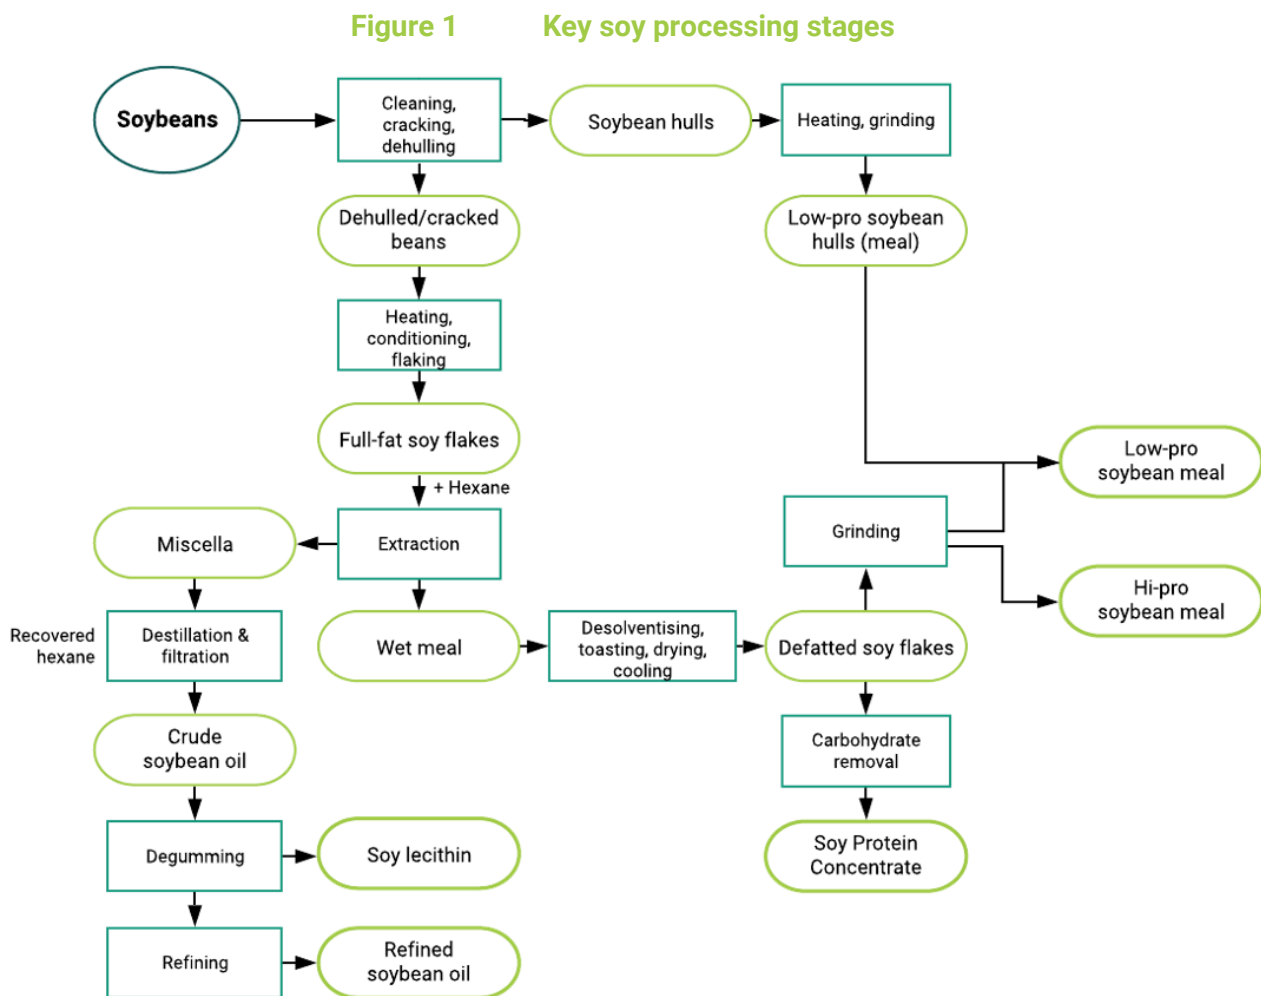 Figure 1 Key soy processing stages
Soybeans
Cleaning,
cracking,
dehulling
Soybean hulls
Heating, grinding
Dehulled/cracked
beans
Low-pro soybean
hulls (meal)
Heating,
conditioning,
flaking
Full-fat soy flakes
+ Hexane
Low-pro
soybean meal
Miscella
Extraction
Grinding
Hi-pro
soybean meal
Recovered
hexane
Destillation &
filtration
Wet meal
Desolventising,
toasting, drying,
cooling
Defatted soy flakes
Crude
soybean oil
Carbohydrate
removal
Degumming
Soy lecithin
Soy Protein
Concentrate
Refining
Refined
soybean oil